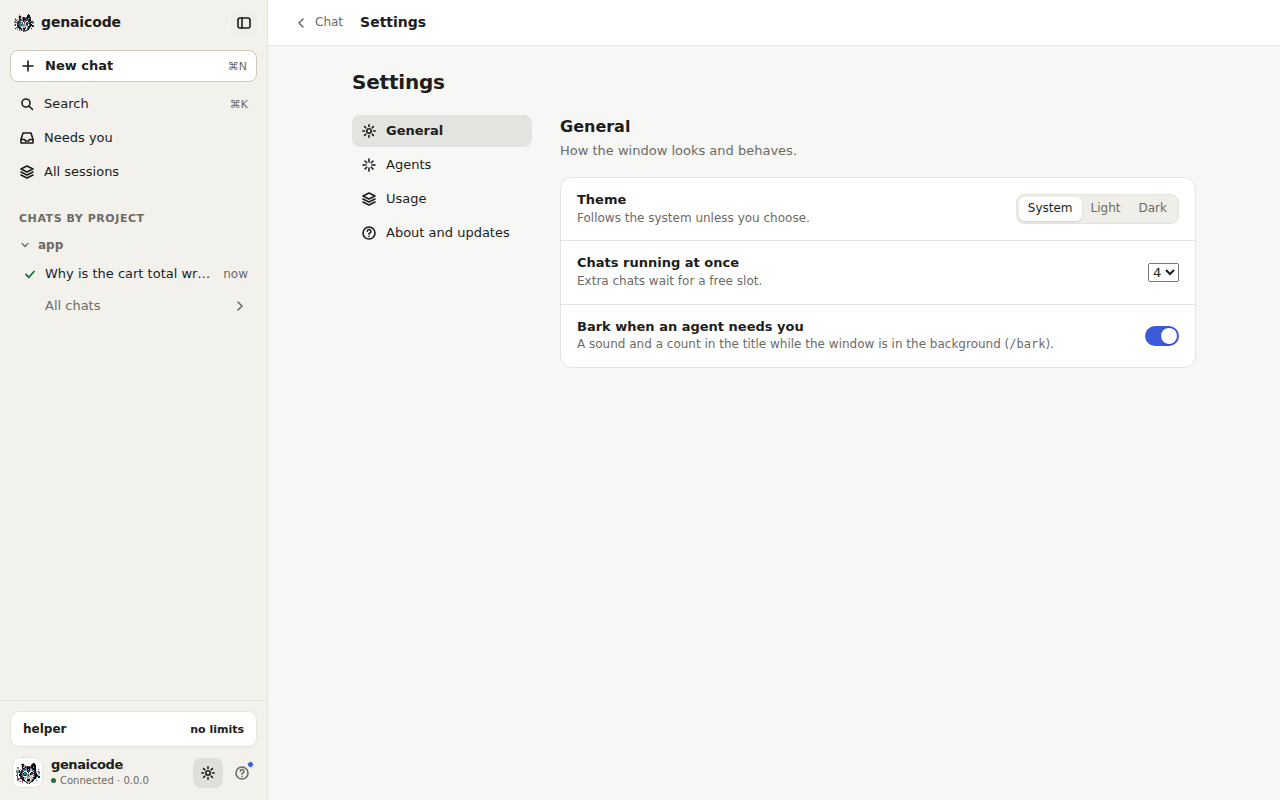 genaicode
New chat ⌘N
Search ⌘K
Needs you
All sessions
CHATS BY PROJECT
app
Why is the cart total wr... now
All chats
helper no limits
genaicode
Connected · 0.0.0
Chat Settings
Settings
General
Agents
Usage
About and updates
General
How the window looks and behaves.
Theme
Follows the system unless you choose.
System Light Dark
Chats running at once
Extra chats wait for a free slot.
4
Bark when an agent needs you
A sound and a count in the title while the window is in the background (/bark).